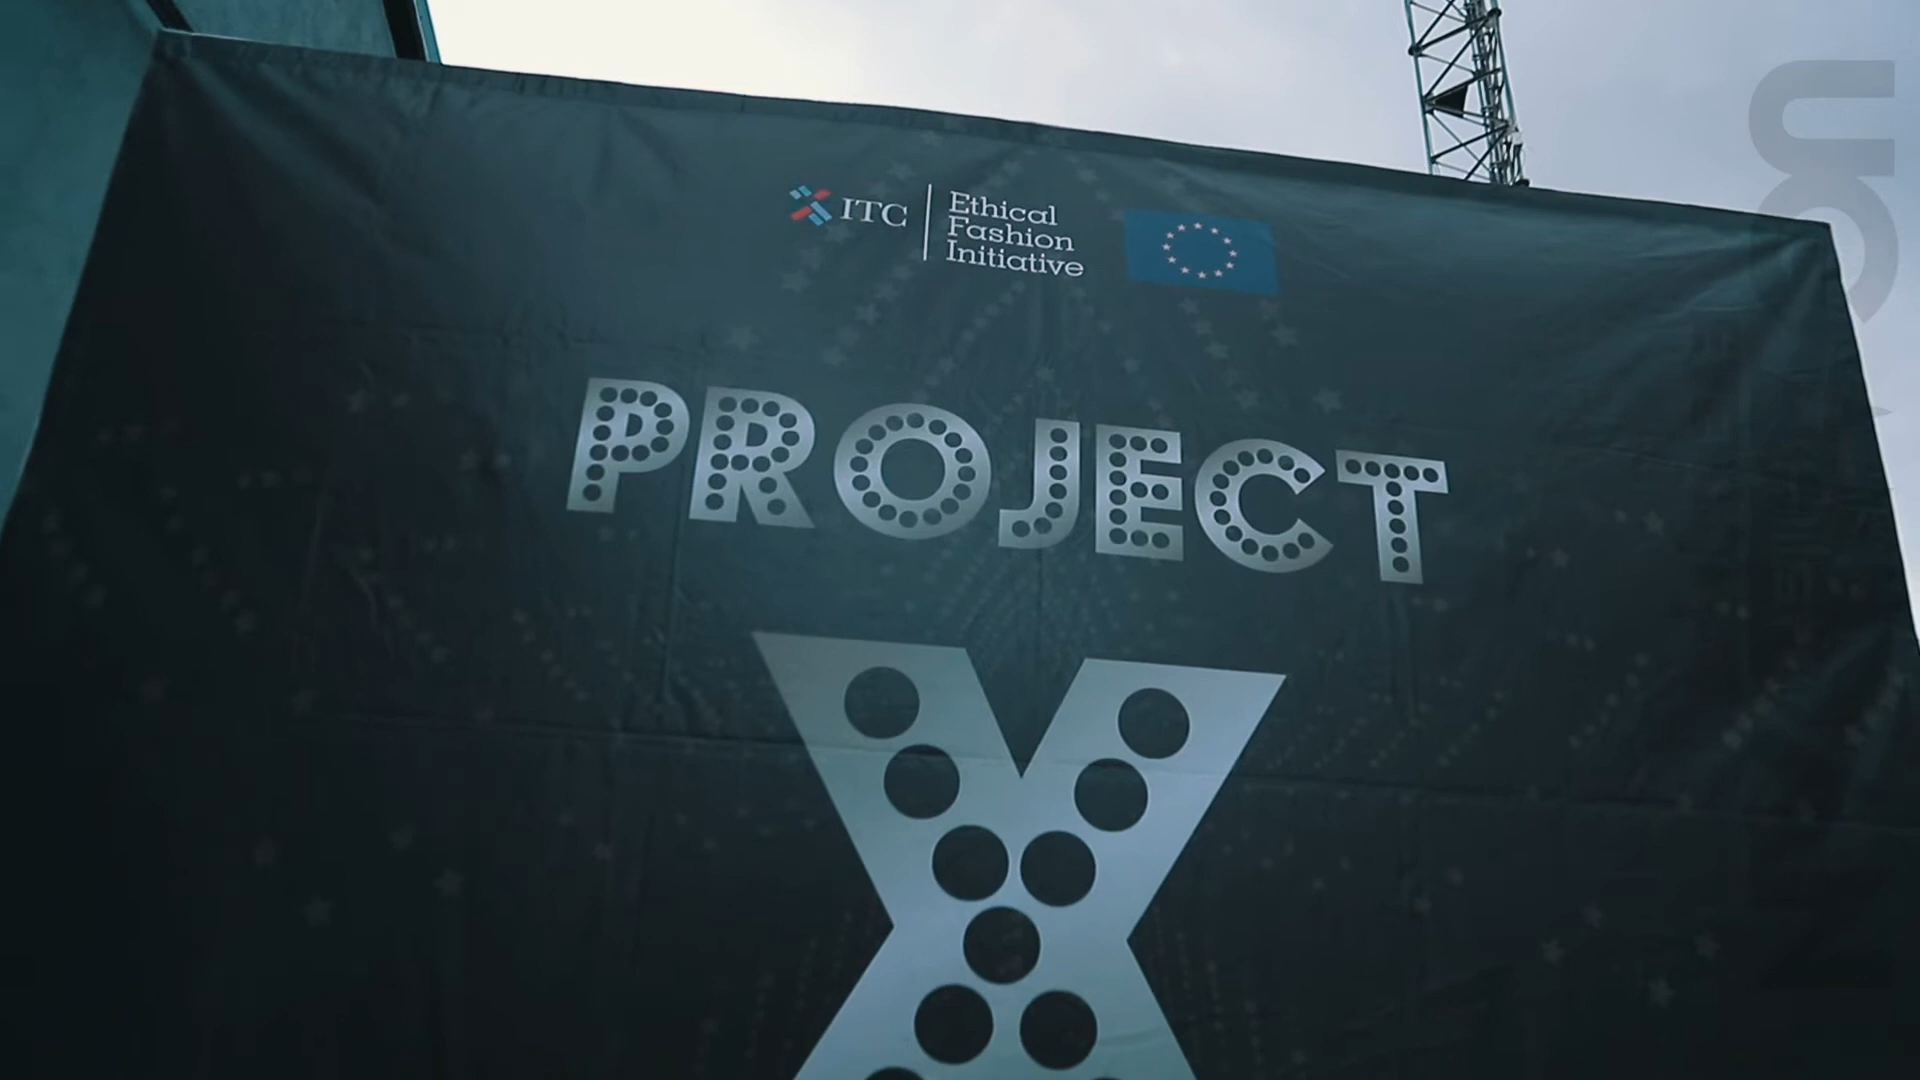 ITC
Ethical
Fashion
Initiative
PROJECT
X